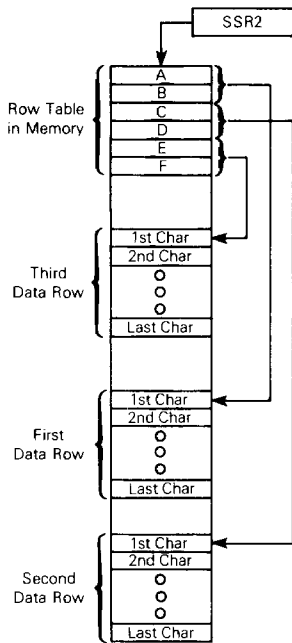 SSR2
A
B
C
D
E
F
Row Table
in Memory
1st Char
2nd Char
Last Char
Third
Data Row
1st Char
2nd Char
Last Char
First
Data Row
1st Char
2nd Char
Last Char
Second
Data Row